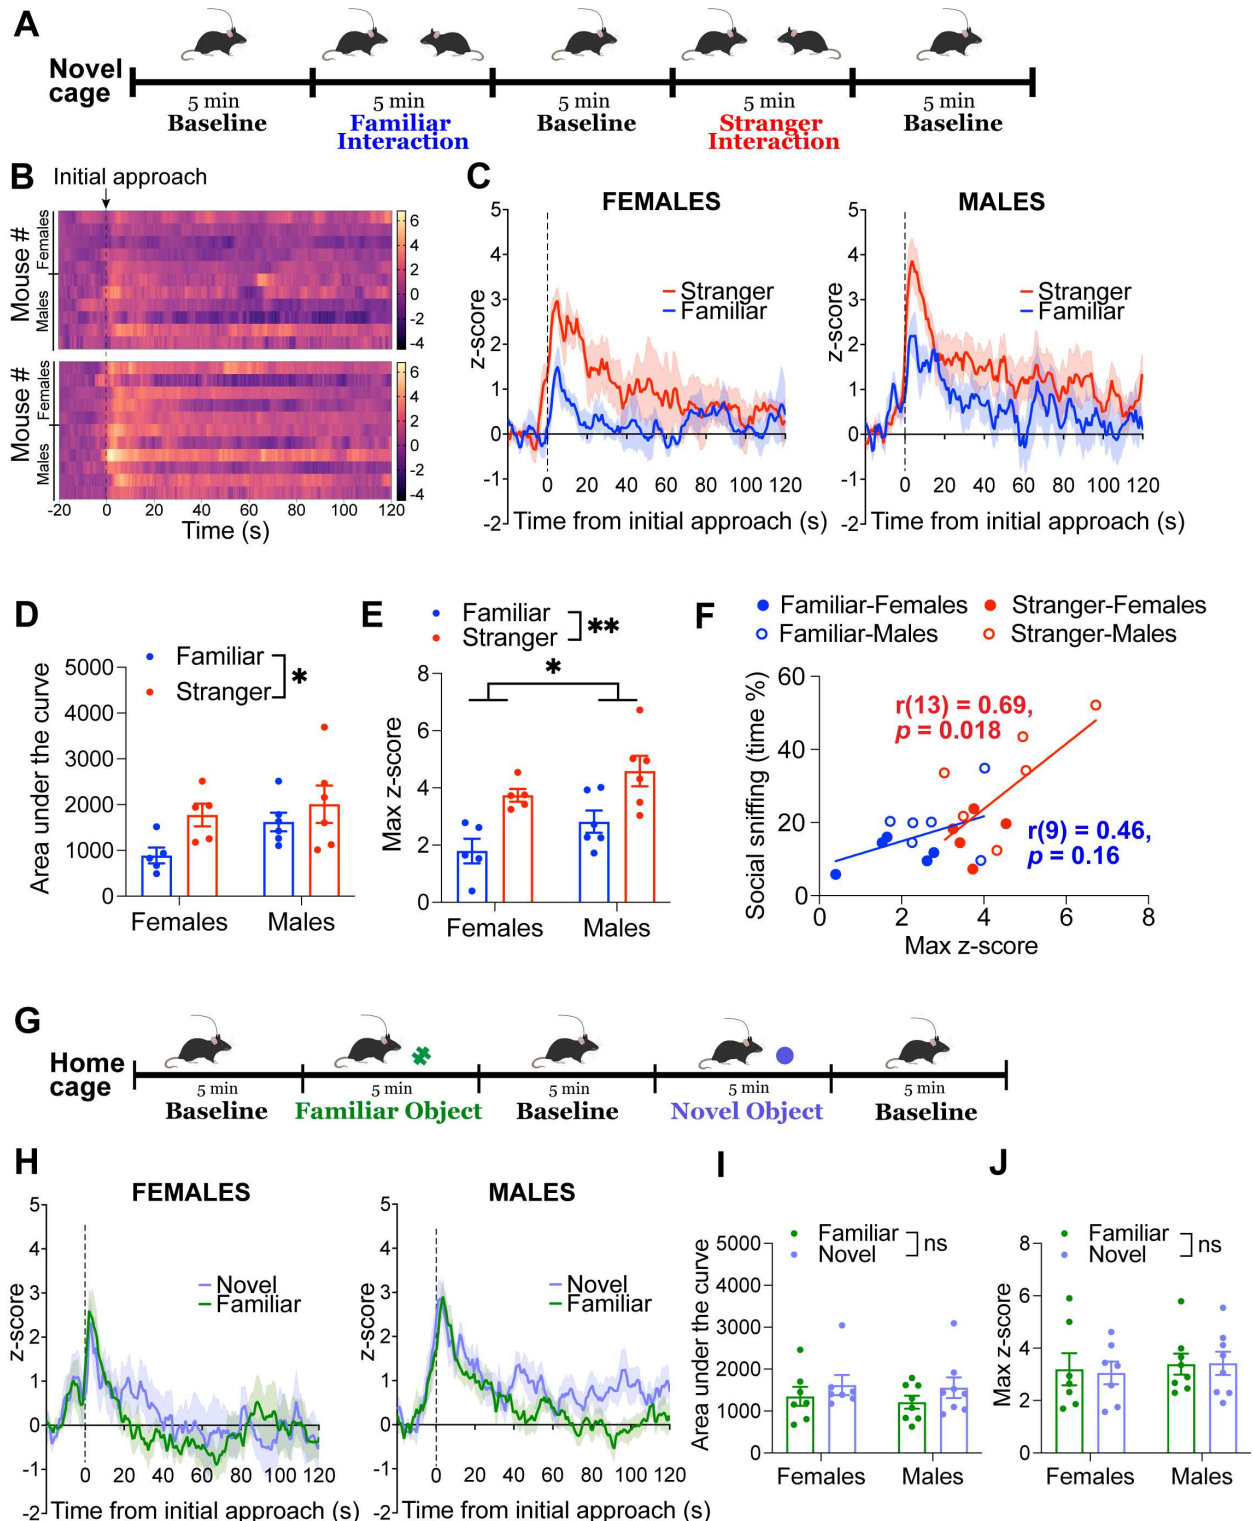 A
Novel
cage
5 min
5 min
5 min
5 min
5 min
Baseline
Familiar
Interaction
Baseline
Stranger
Interaction
Baseline
B
Initial approach
Mouse #
Females
Males
6
4
2
0
-2
-4
Mouse #
Females
Males
6
4
2
0
-2
-4
-20 0 20 40 60 80 100 120
Time (s)
C
FEMALES
z-score
5
4
3
2
1
0
-1
-2
Stranger
Familiar
0 20 40 60 80 100 120
Time from initial approach (s)
MALES
z-score
5
4
3
2
1
0
-1
-2
Stranger
Familiar
0 20 40 60 80 100 120
Time from initial approach (s)
D
Familiar
Stranger
*
Area under the curve
5000
4000
3000
2000
1000
0
Females Males
E
Familiar
Stranger
**
*
Max z-score
8
6
4
2
0
Females Males
F
Familiar-Females
Stranger-Females
Familiar-Males
Stranger-Males
Social sniffing (time %)
60
40
20
0
r(13) = 0.69,
p = 0.018
r(9) = 0.46,
p = 0.16
0 2 4 6 8
Max z-score
G
Home
cage
5 min
5 min
5 min
5 min
5 min
Baseline
Familiar Object
Baseline
Novel Object
Baseline
H
FEMALES
z-score
5
4
3
2
1
0
-1
-2
Novel
Familiar
0 20 40 60 80 100 120
Time from initial approach (s)
MALES
z-score
5
4
3
2
1
0
-1
-2
Novel
Familiar
0 20 40 60 80 100 120
Time from initial approach (s)
I
Familiar
Novel
ns
Area under the curve
5000
4000
3000
2000
1000
0
Females Males
J
Familiar
Novel
ns
Max z-score
8
6
4
2
0
Females Males